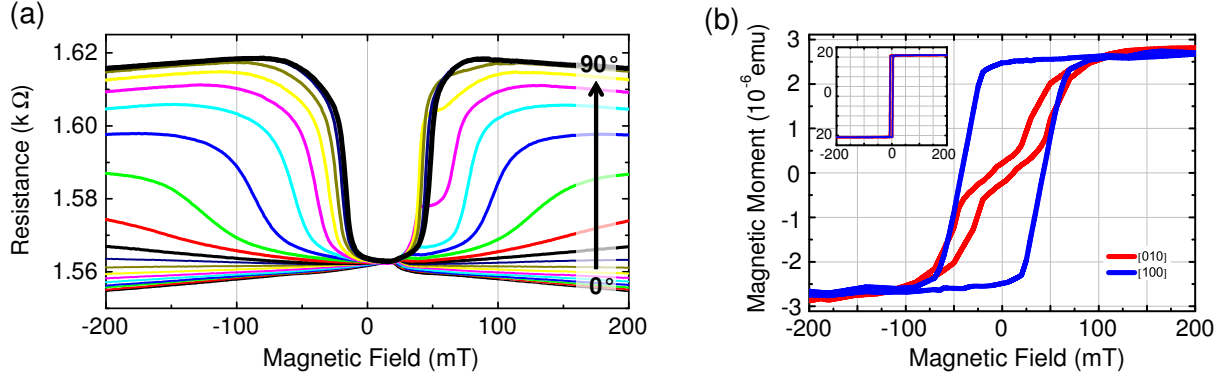 (a)
1.62
1.60
1.58
1.56
Resistance (k Ω)
90°
0°
-200 -100 0 100 200
Magnetic Field (mT)
(b)
3
2
1
0
-1
-2
-3
Magnetic Moment (10⁻⁶ emu)
20
0
20
-200 0 200
[010]
[100]
-200 -100 0 100 200
Magnetic Field (mT)